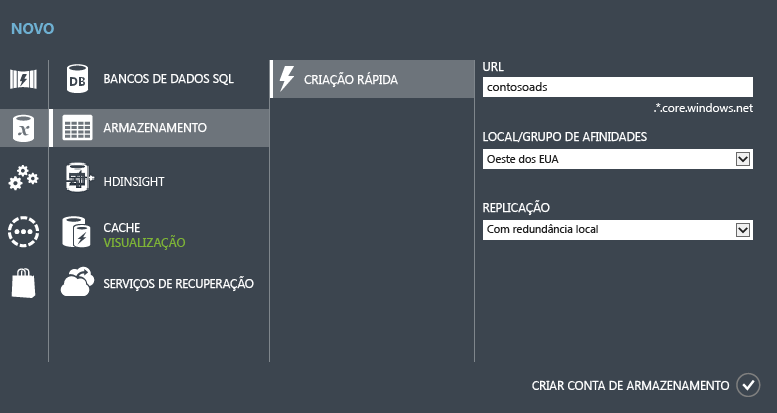 NOVO
BANCOS DE DADOS SQL
DB
ARMAZENAMENTO
x
HDINSIGHT
CACHE
VISUALIZAÇÃO
SERVIÇOS DE RECUPERAÇÃO
CRIAÇÃO RÁPIDA
URL
contosoads
.*.core.windows.net
LOCAL/GRUPO DE AFINIDADES
Oeste dos EUA
REPLICAÇÃO
Com redundância local
CRIAR CONTA DE ARMAZENAMENTO